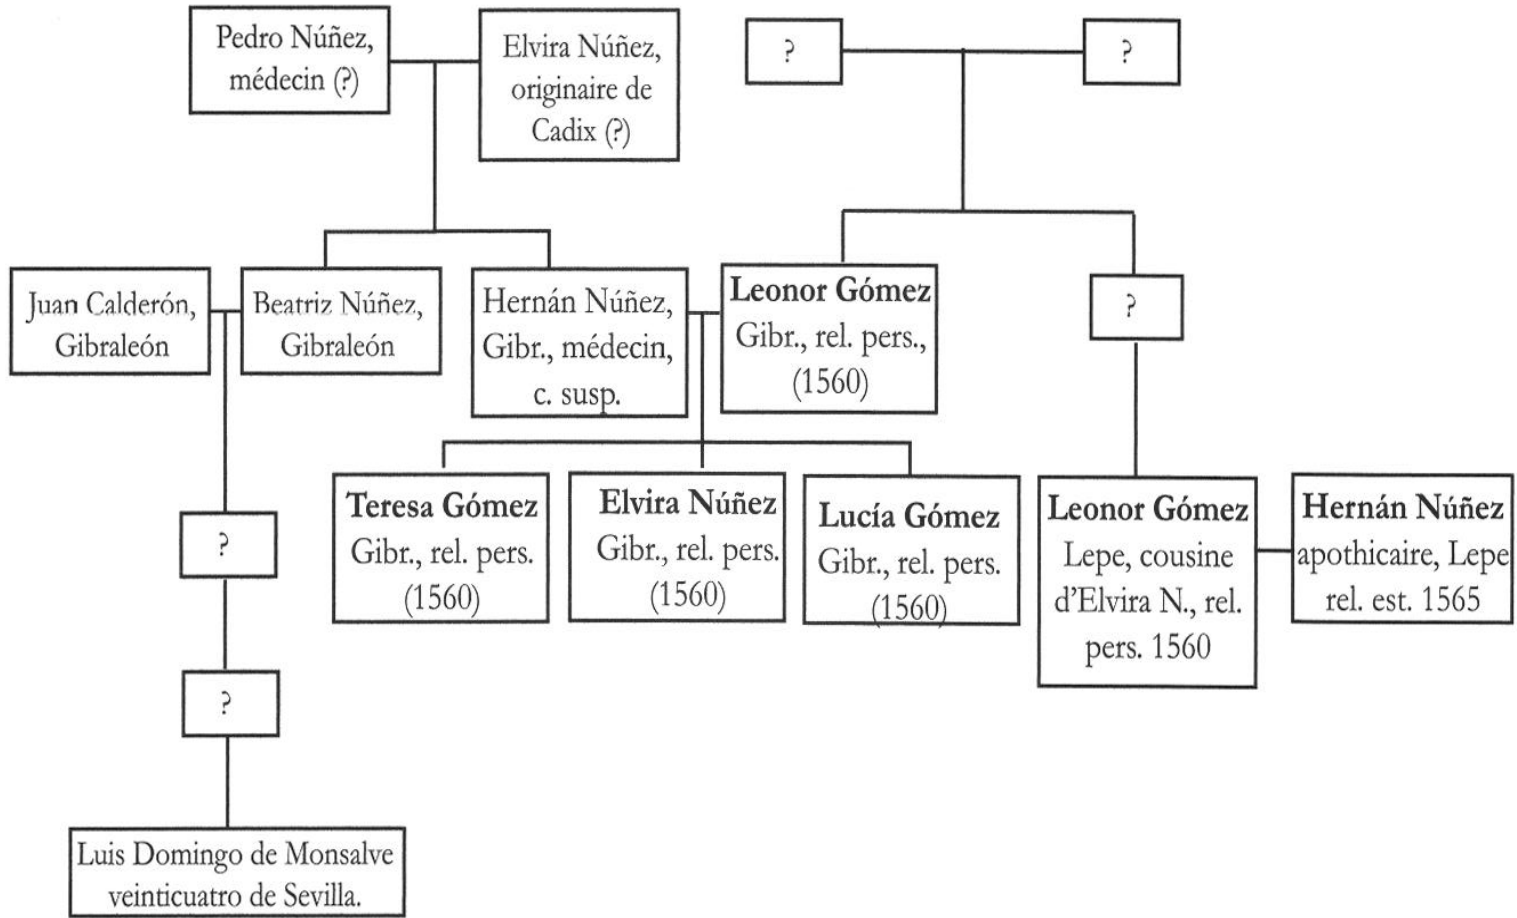 Pedro Núñez,
médecin (?)
Elvira Núñez,
originaire de
Cadix (?)
?
?
Juan Calderón,
Gibraleón
Beatriz Núñez,
Gibraleón
Hernán Núñez,
Gibr., médecin,
c. susp.
Leonor Gómez
Gibr., rel. pers.,
(1560)
?
Teresa Gómez
Gibr., rel. pers.
(1560)
Elvira Núñez
Gibr., rel. pers.
(1560)
Lucía Gómez
Gibr., rel. pers.
(1560)
Leonor Gómez
Lepe, cousine
d'Elvira N., rel.
pers. 1560
Hernán Núñez
apothicaire, Lepe
rel. est. 1565
?
?
Luis Domingo de Monsalve
veinticuatro de Sevilla.